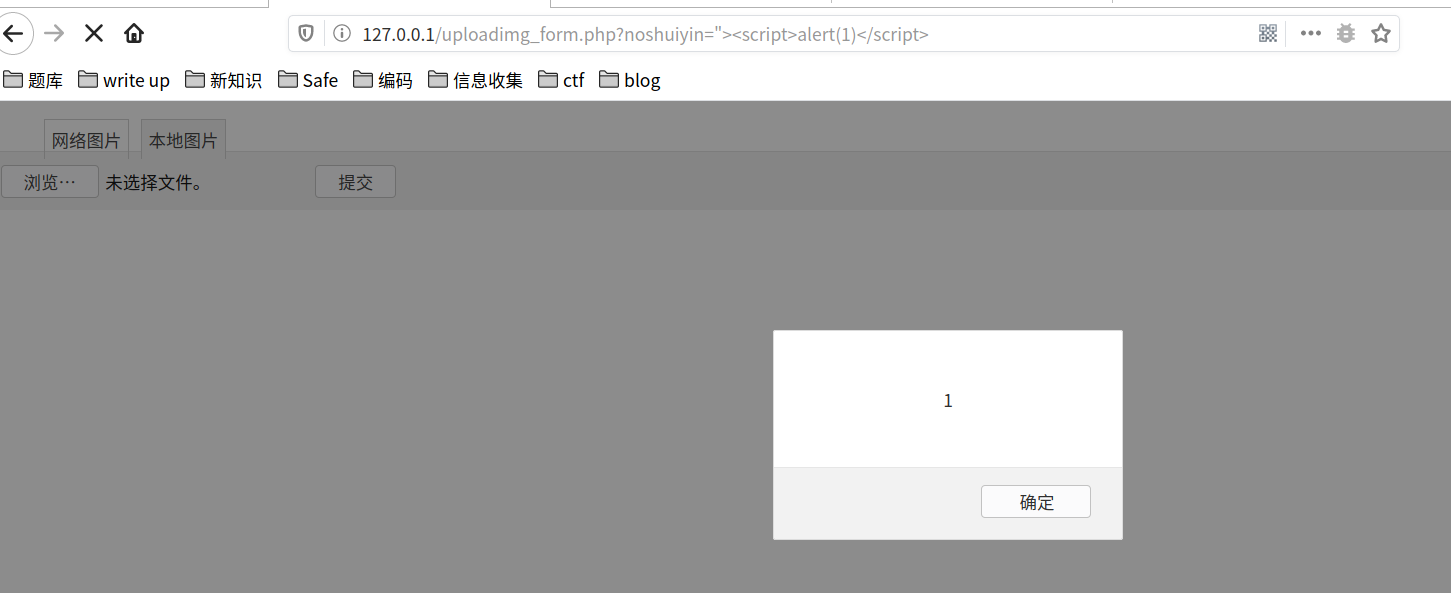 127.0.0.1/uploadimg_form.php?noshuiyin="><script>alert(1)</script>
题库 write up 新知识 Safe 编码 信息收集 ctf blog
网络图片 本地图片
浏览… 未选择文件。 提交
1
确定